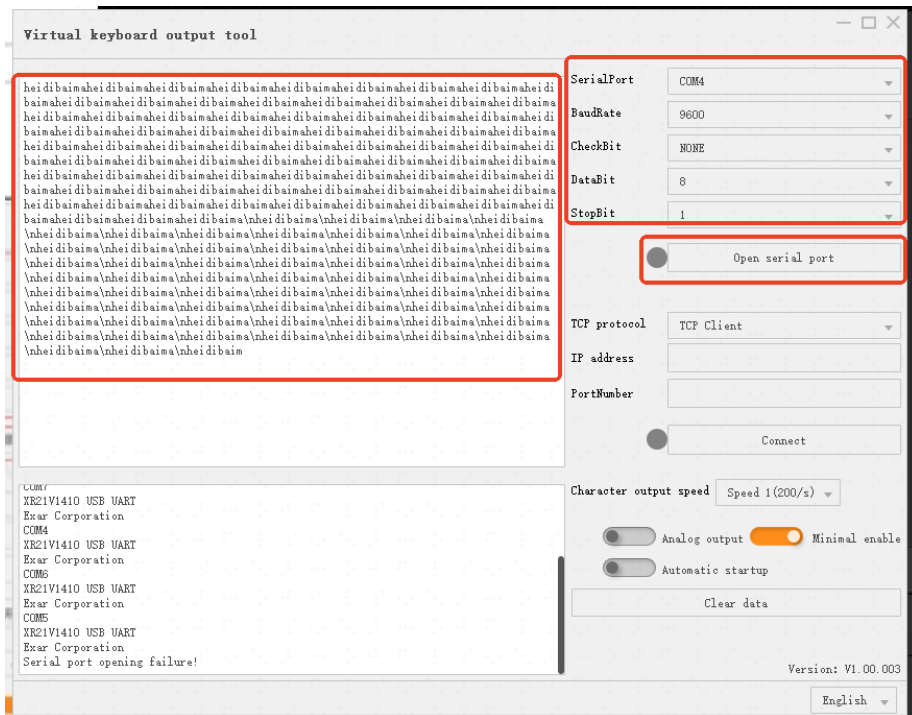 Virtual keyboard output tool
heidibaimaheidibaimaheidibaimaheidibaimaheidibaimaheidibaimaheidibaimaheidibaimaheidi
baimaheidibaimaheidibaimaheidibaimaheidibaimaheidibaimaheidibaimaheidibaimaheidibaima
heidibaimaheidibaimaheidibaimaheidibaimaheidibaimaheidibaimaheidibaimaheidibaimaheidi
baimaheidibaimaheidibaimaheidibaimaheidibaimaheidibaimaheidibaimaheidibaimaheidibaima
heidibaimaheidibaimaheidibaimaheidibaimaheidibaimaheidibaimaheidibaimaheidibaimaheidi
baimaheidibaimaheidibaimaheidibaimaheidibaimaheidibaimaheidibaimaheidibaimaheidibaima
heidibaimaheidibaimaheidibaimaheidibaimaheidibaimaheidibaimaheidibaimaheidibaimaheidi
baimaheidibaimaheidibaimaheidibaimaheidibaimaheidibaimaheidibaimaheidibaimaheidibaima
heidibaimaheidibaimaheidibaimaheidibaimaheidibaimaheidibaimaheidibaimaheidibaimaheidi
baimaheidibaimaheidibaimaheidibaima\nheidibaima\nheidibaima\nheidibaima\nheidibaima
\nheidibaima\nheidibaima\nheidibaima\nheidibaima\nheidibaima\nheidibaima\nheidibaima
\nheidibaima\nheidibaima\nheidibaima\nheidibaima\nheidibaima\nheidibaima\nheidibaima
\nheidibaima\nheidibaima\nheidibaima\nheidibaima\nheidibaima\nheidibaima\nheidibaima
\nheidibaima\nheidibaima\nheidibaima\nheidibaima\nheidibaima\nheidibaima\nheidibaima
\nheidibaima\nheidibaima\nheidibaima\nheidibaima\nheidibaima\nheidibaima\nheidibaima
\nheidibaima\nheidibaima\nheidibaima\nheidibaima\nheidibaima\nheidibaima\nheidibaima
\nheidibaima\nheidibaima\nheidibaima\nheidibaima\nheidibaima\nheidibaima\nheidibaima
\nheidibaima\nheidibaima\nheidibaima\nheidibaima\nheidibaima\nheidibaima\nheidibaima
\nheidibaima\nheidibaima\nheidibaim
SerialPort COM4
BaudRate 9600
CheckBit NONE
DataBit 8
StopBit 1
Open serial port
TCP protocol TCP Client
IP address
PortNumber
Connect
COM7
XR21V1410 USB UART
Exar Corporation
COM4
XR21V1410 USB UART
Exar Corporation
COM6
XR21V1410 USB UART
Exar Corporation
COM5
XR21V1410 USB UART
Exar Corporation
Serial port opening failure!
Character output speed Speed 1(200/s)
Analog output Minimal enable
Automatic startup
Clear data
Version: V1.00.003
English